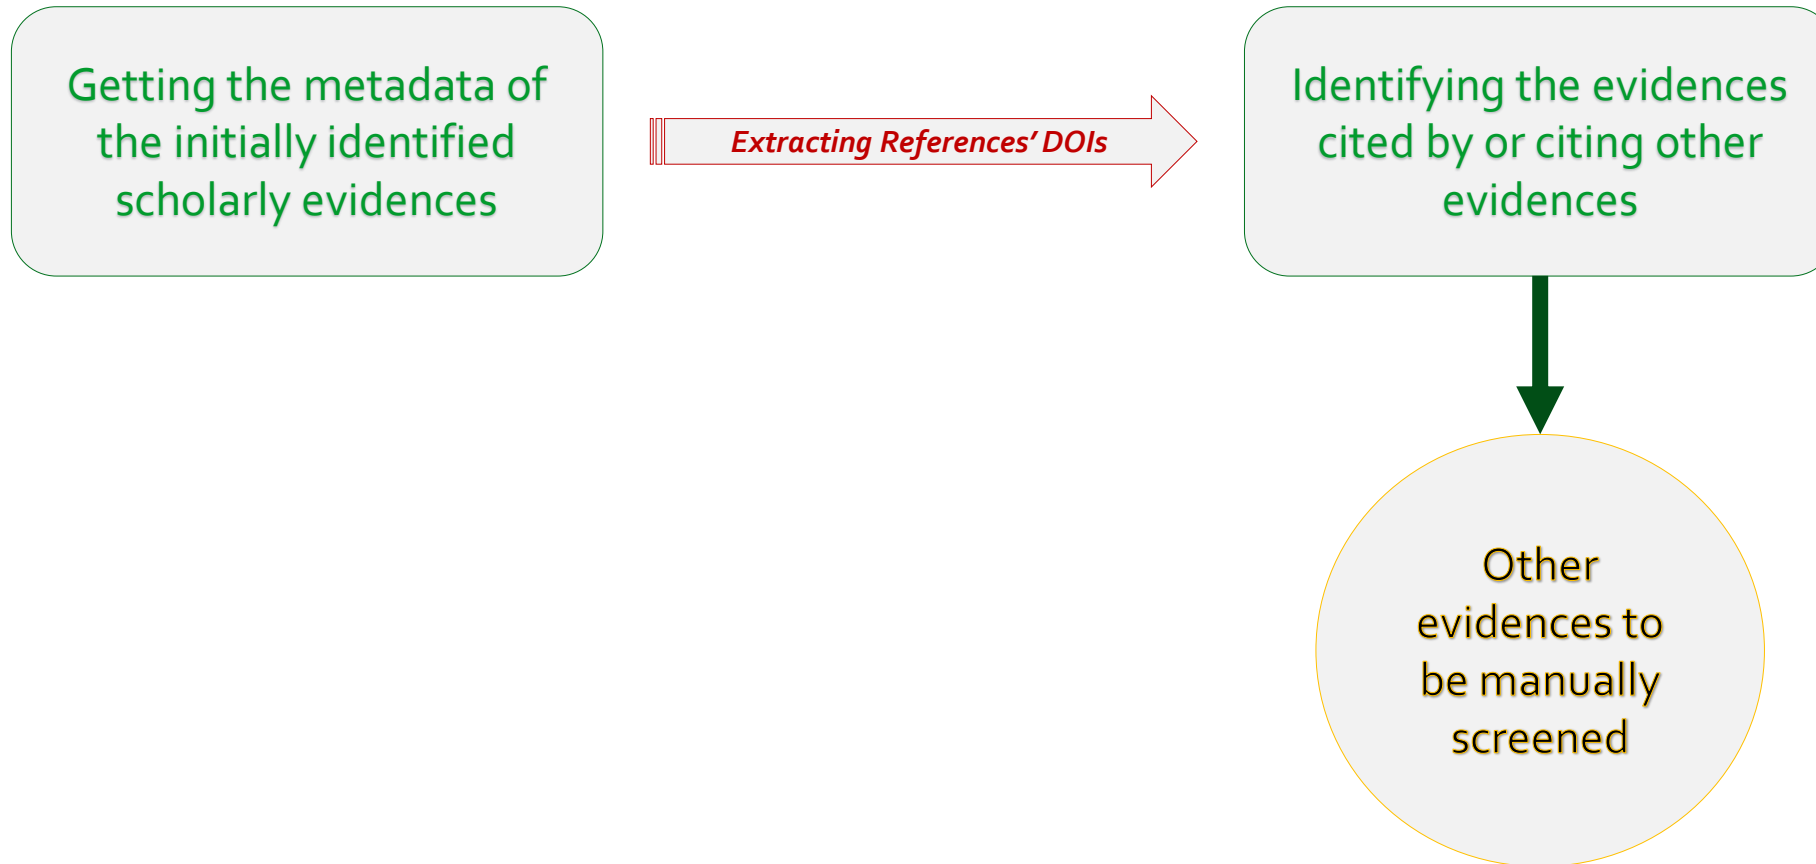 Getting the metadata of
the initially identified
scholarly evidences
Extracting References’ DOIs
Identifying the evidences
cited by or citing other
evidences
Other
evidences to
be manually
screened